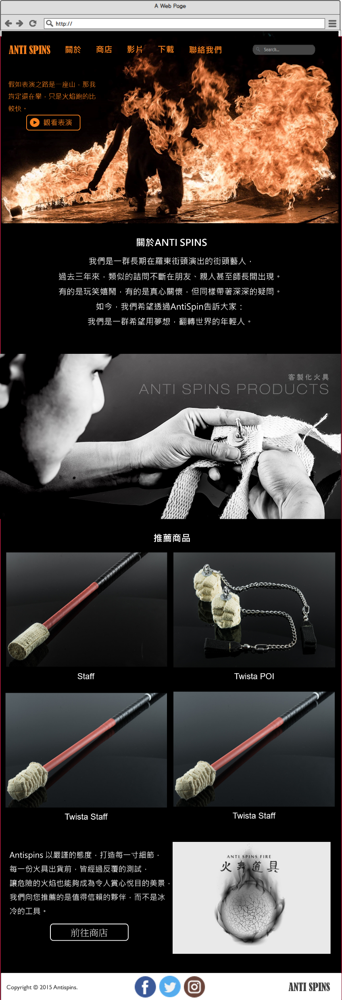 A Web Page
http://
ANTI SPINS 關於 商店 影片 下載 聯絡我們 Search...
假如表演之路是一座山，那我
肯定還在攀，只是火焰跑的比
較快。
觀看表演
關於ANTI SPINS
我們是一群長期在羅東街頭演出的街頭藝人，
過去三年來，類似的詰問不斷在朋友、親人甚至師長間出現。
有的是玩笑嬉鬧，有的是真心關懷，但同樣帶著深深的疑問。
如今，我們希望透過AntiSpin告訴大家：
我們是一群希望用夢想，翻轉世界的年輕人。
客製化火具
ANTI SPINS PRODUCTS
推薦商品
Staff
Twista POI
Twista Staff
Twista Staff
Antispins 以嚴謹的態度，打造每一寸細節，
每一份火具出貨前，皆經過反覆的測試，
讓危險的火焰也能夠成為令人賞心悅目的美景，
我們向您推薦的是值得信賴的夥伴，而不是冰
冷的工具。
前往商店
ANTI SPINS FIRE
火舞道具
Copyright © 2015 Antispins.
ANTI SPINS